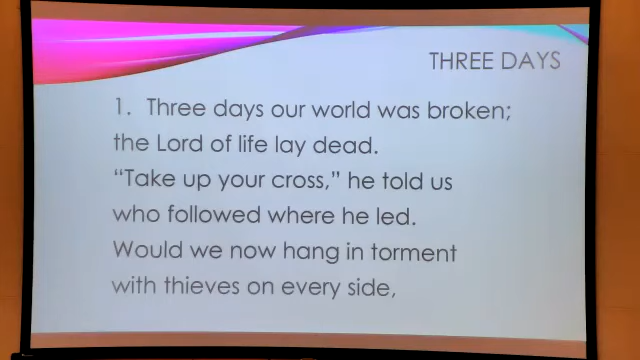 THREE DAYS
1. Three days our world was broken;
the Lord of life lay dead.
“Take up your cross,” he told us
who followed where he led.
Would we now hang in torment
with thieves on every side,